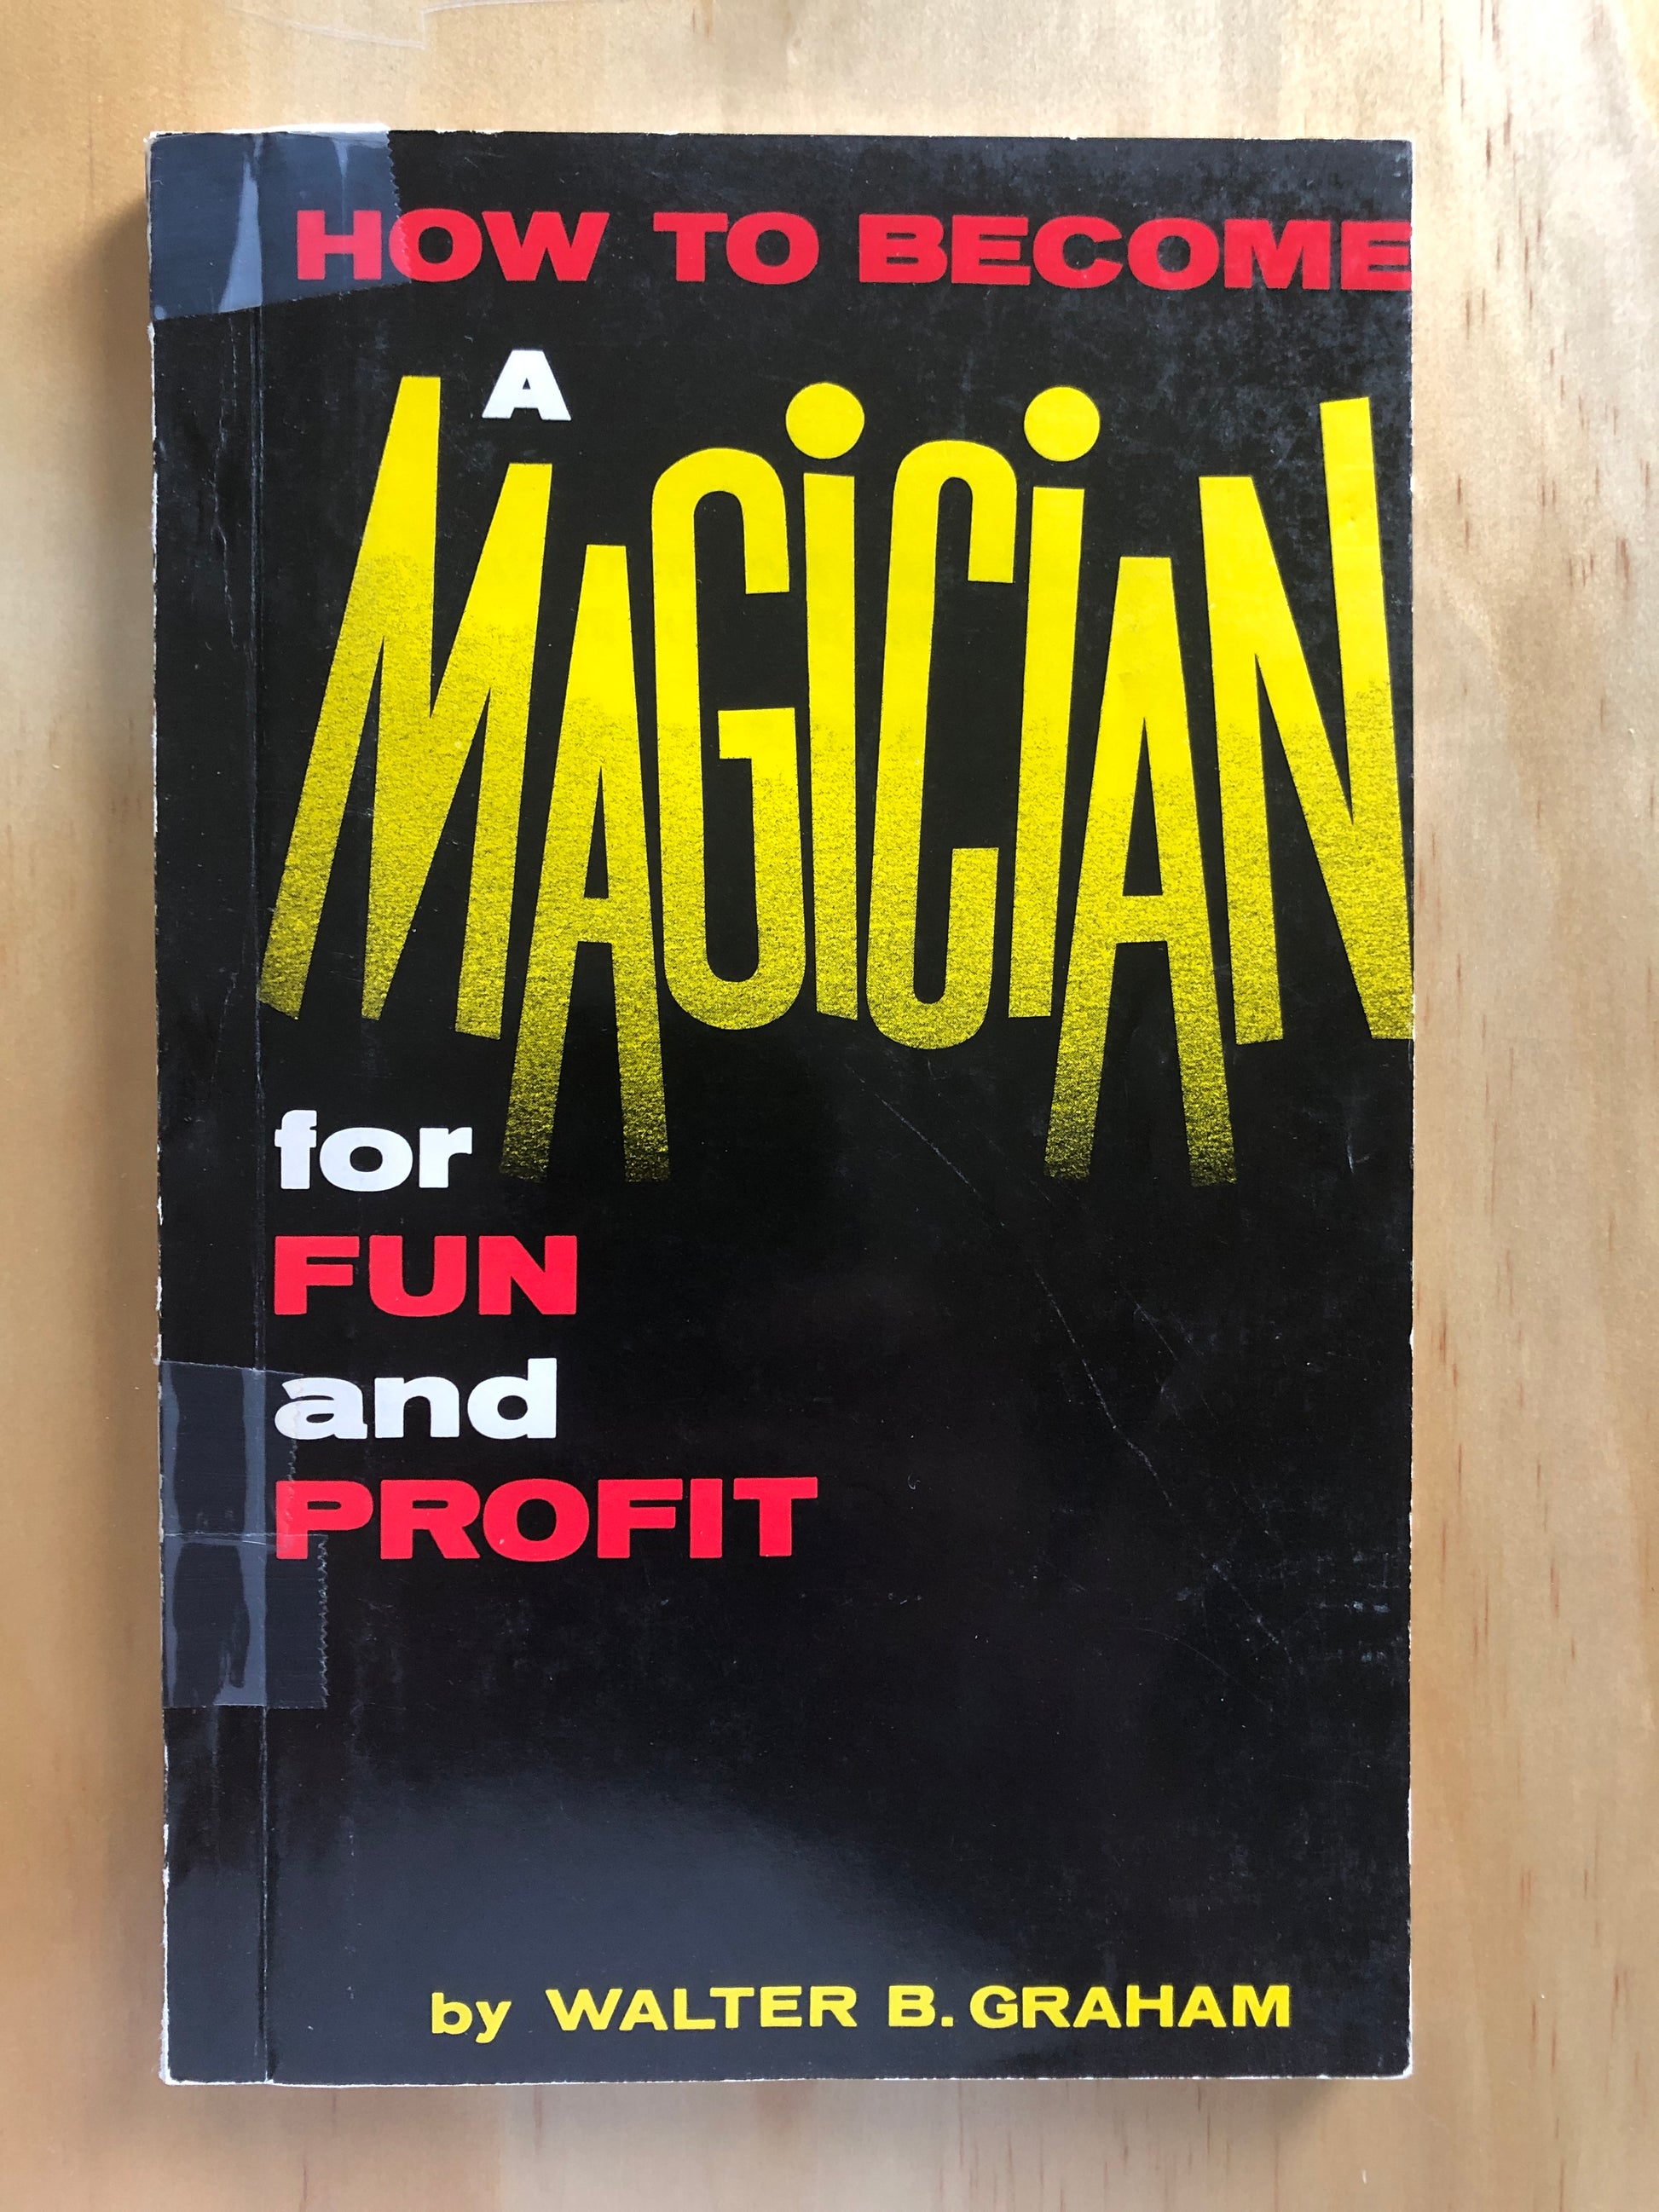 HOW TO BECOME
A
MAGiCiAN
for
FUN
and
PROFIT
by WALTER B. GRAHAM